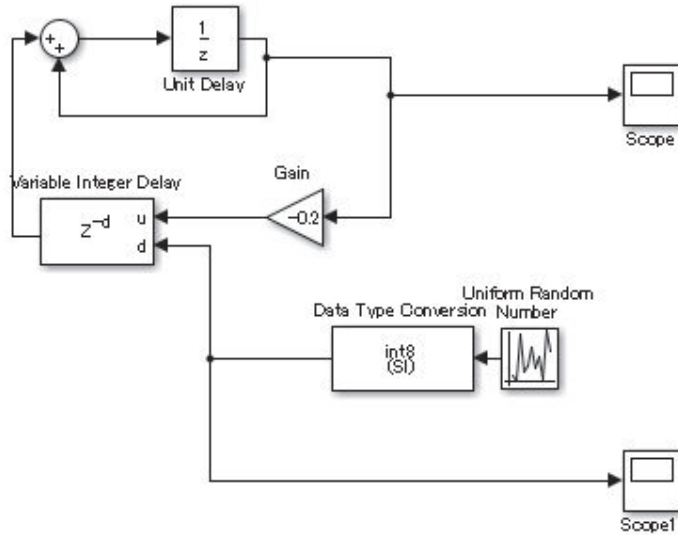 +
+
1
z
Unit Delay
Scope
Gain
Variable Integer Delay
-0.2
Z^-d
u
d
Uniform Random
Number
Data Type Conversion
int8
(SI)
Scope1